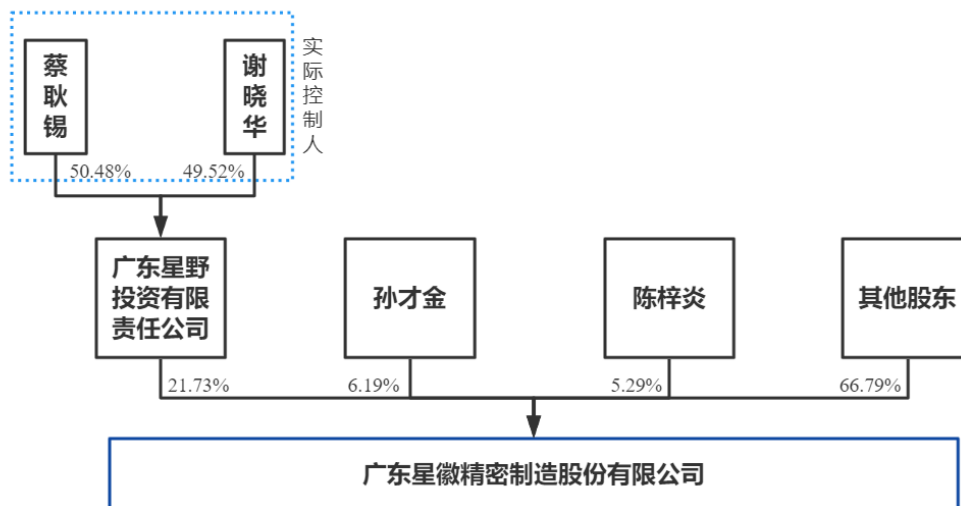 蔡耿锡
谢晓华
实际控制人
50.48%
49.52%
广东星野
投资有限
责任公司
孙才金
陈梓炎
其他股东
21.73%
6.19%
5.29%
66.79%
广东星徽精密制造股份有限公司